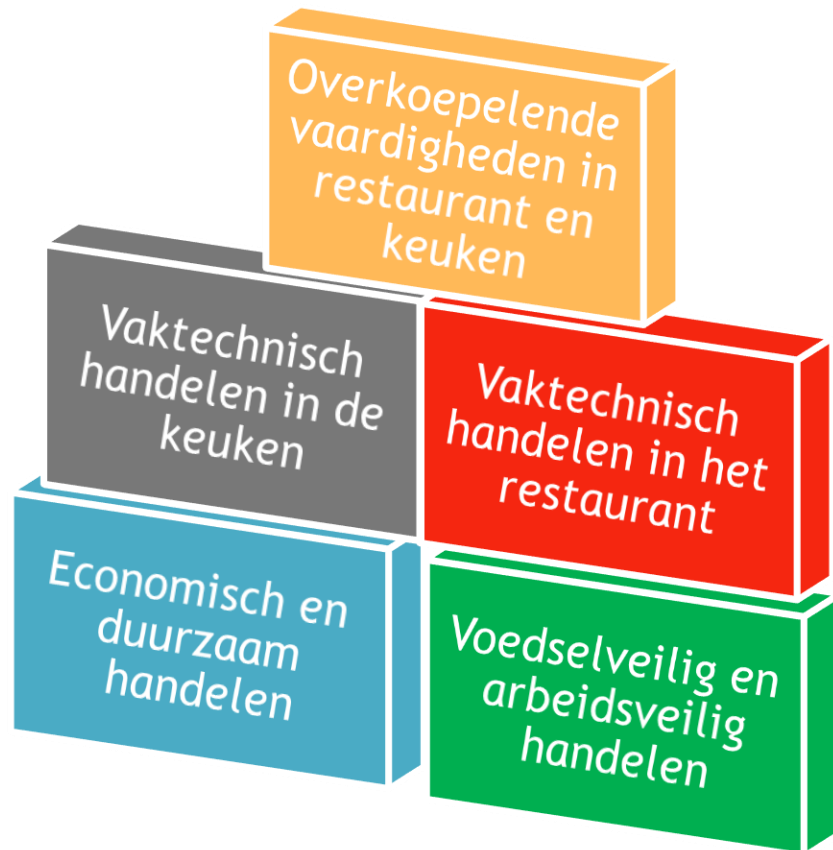 Overkoepelende
vaardigheden in
restaurant en
keuken
Vaktechnisch
handelen in de
keuken
Vaktechnisch
handelen in het
restaurant
Economisch en
duurzaam
handelen
Voedselveilig en
arbeidsveilig
handelen